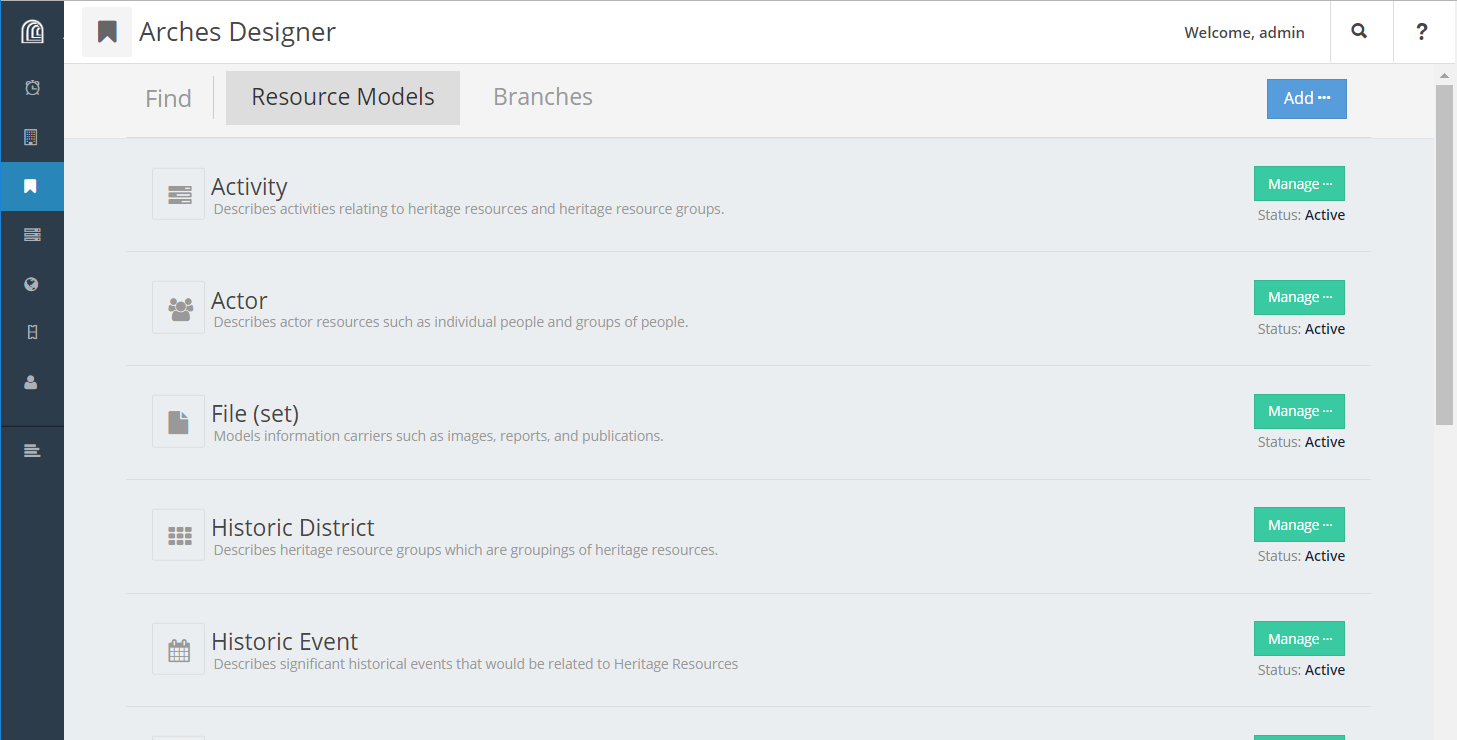 Arches Designer
Welcome, admin
?
Find
Resource Models
Branches
Add ···
Activity
Describes activities relating to heritage resources and heritage resource groups.
Manage ···
Status: Active
Actor
Describes actor resources such as individual people and groups of people.
Manage ···
Status: Active
File (set)
Models information carriers such as images, reports, and publications.
Manage ···
Status: Active
Historic District
Describes heritage resource groups which are groupings of heritage resources.
Manage ···
Status: Active
Historic Event
Describes significant historical events that would be related to Heritage Resources
Manage ···
Status: Active